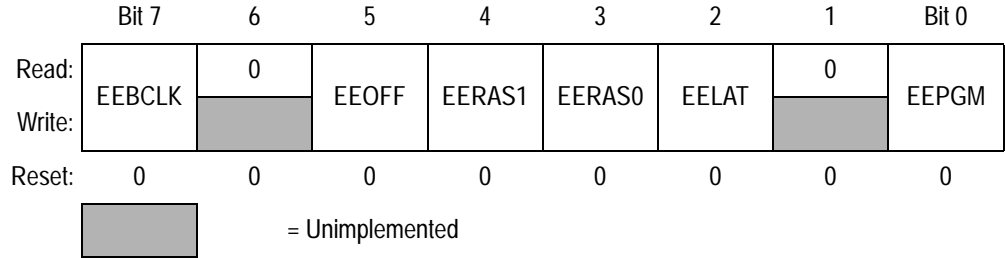 Bit 7 6 5 4 3 2 1 Bit 0
Read: 0 0
EEBCLK EEOFF EERAS1 EERAS0 EELAT EEPGM
Write:
Reset: 0 0 0 0 0 0 0 0
= Unimplemented